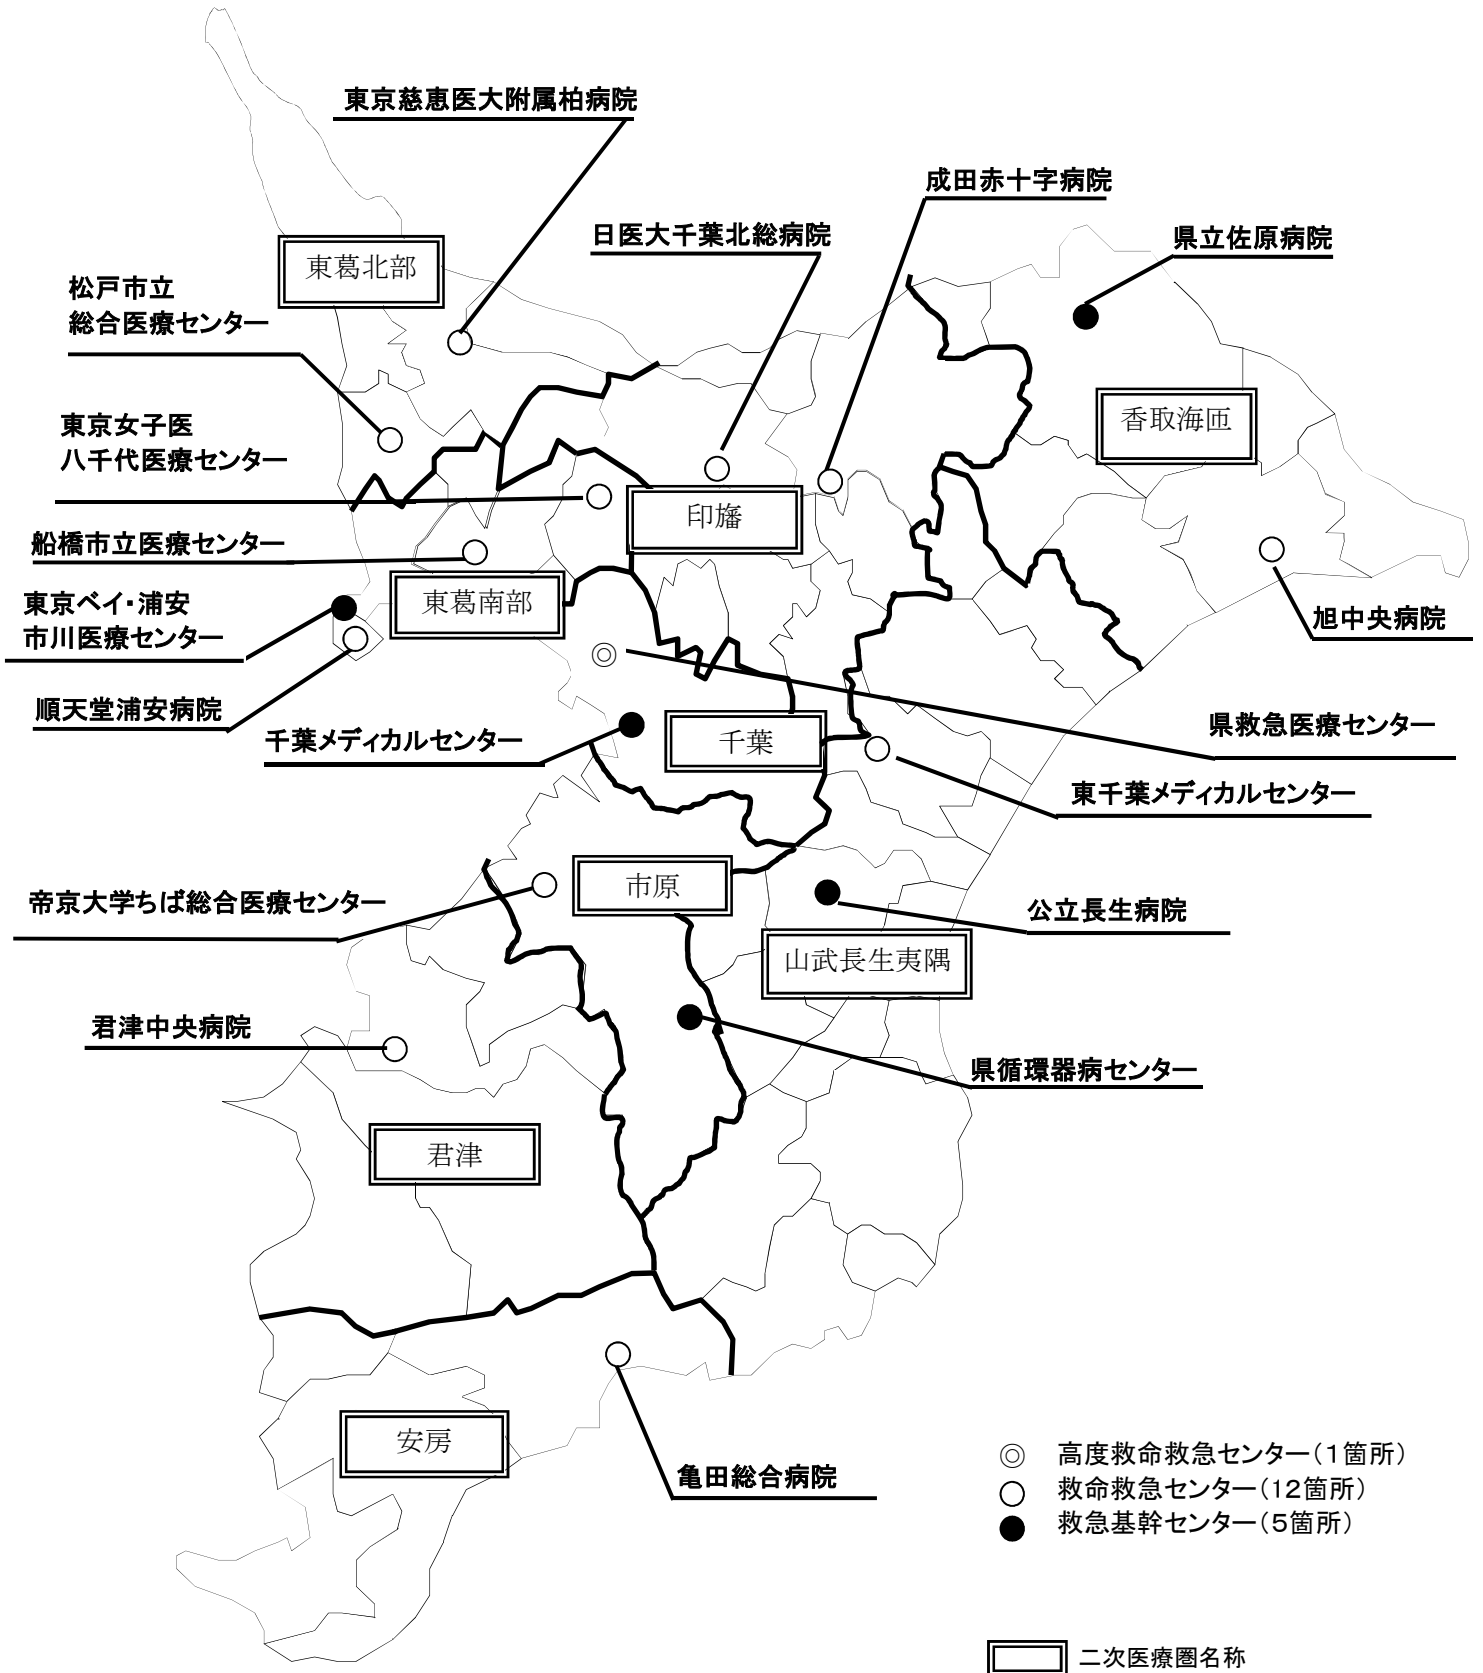 東京慈恵医大附属柏病院
成田赤十字病院
日医大千葉北総病院
県立佐原病院
東葛北部
松戸市立
総合医療センター
香取海匝
東京女子医
八千代医療センター
印旛
船橋市立医療センター
東葛南部
東京ベイ・浦安
市川医療センター
旭中央病院
順天堂浦安病院
千葉メディカルセンター
千葉
県救急医療センター
東千葉メディカルセンター
市原
帝京大学ちば総合医療センター
公立長生病院
山武長生夷隅
君津中央病院
県循環器病センター
君津
安房
亀田総合病院
◎ 高度救命救急センター(1箇所)
○ 救命救急センター(12箇所)
● 救急基幹センター(5箇所)
二次医療圏名称